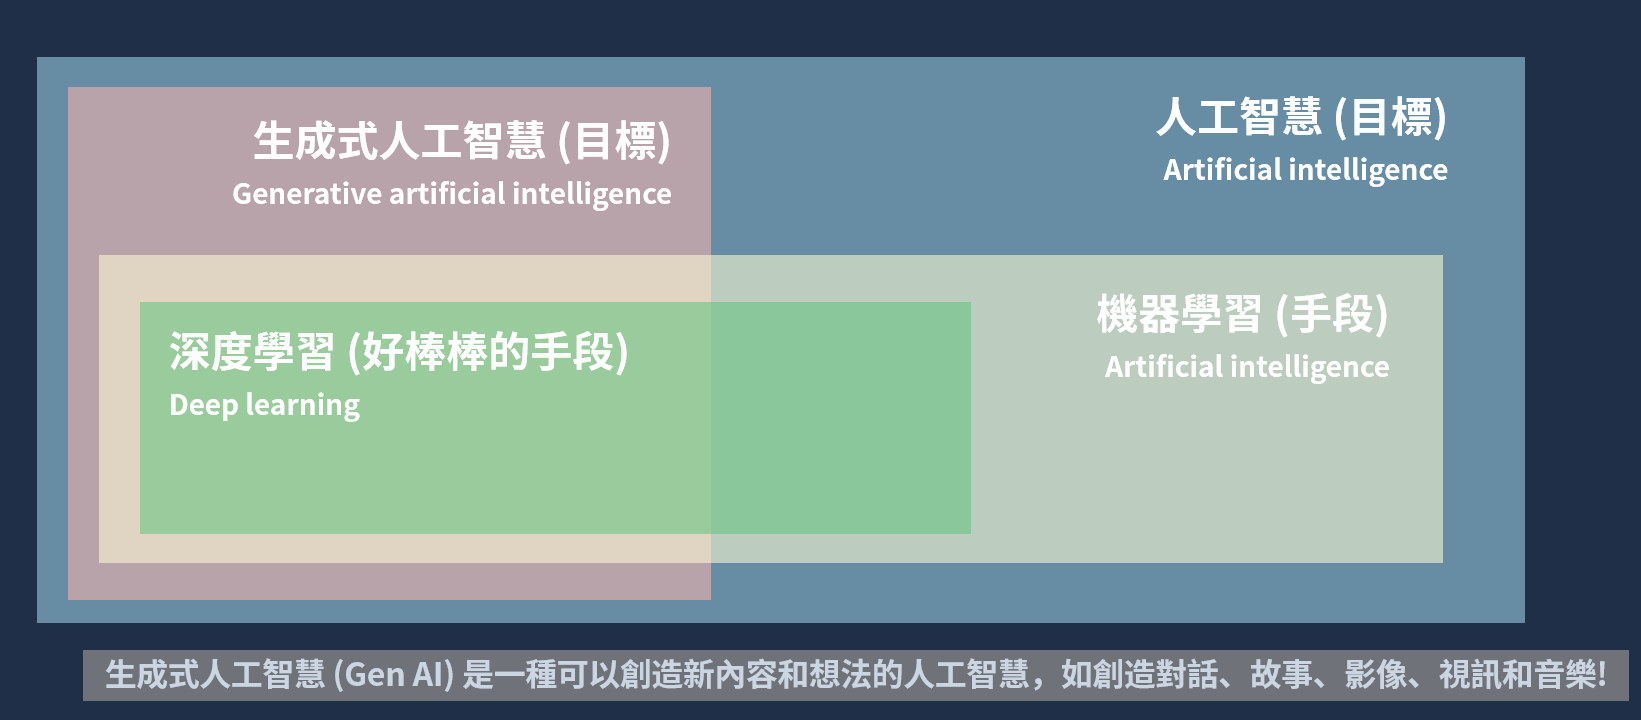 生成式人工智慧 (目標)
Generative artificial intelligence
人工智慧 (目標)
Artificial intelligence
深度學習 (好棒棒的手段)
Deep learning
機器學習 (手段)
Artificial intelligence
生成式人工智慧 (Gen AI) 是一種可以創造新內容和想法的人工智慧，如創造對話、故事、影像、視訊和音樂!